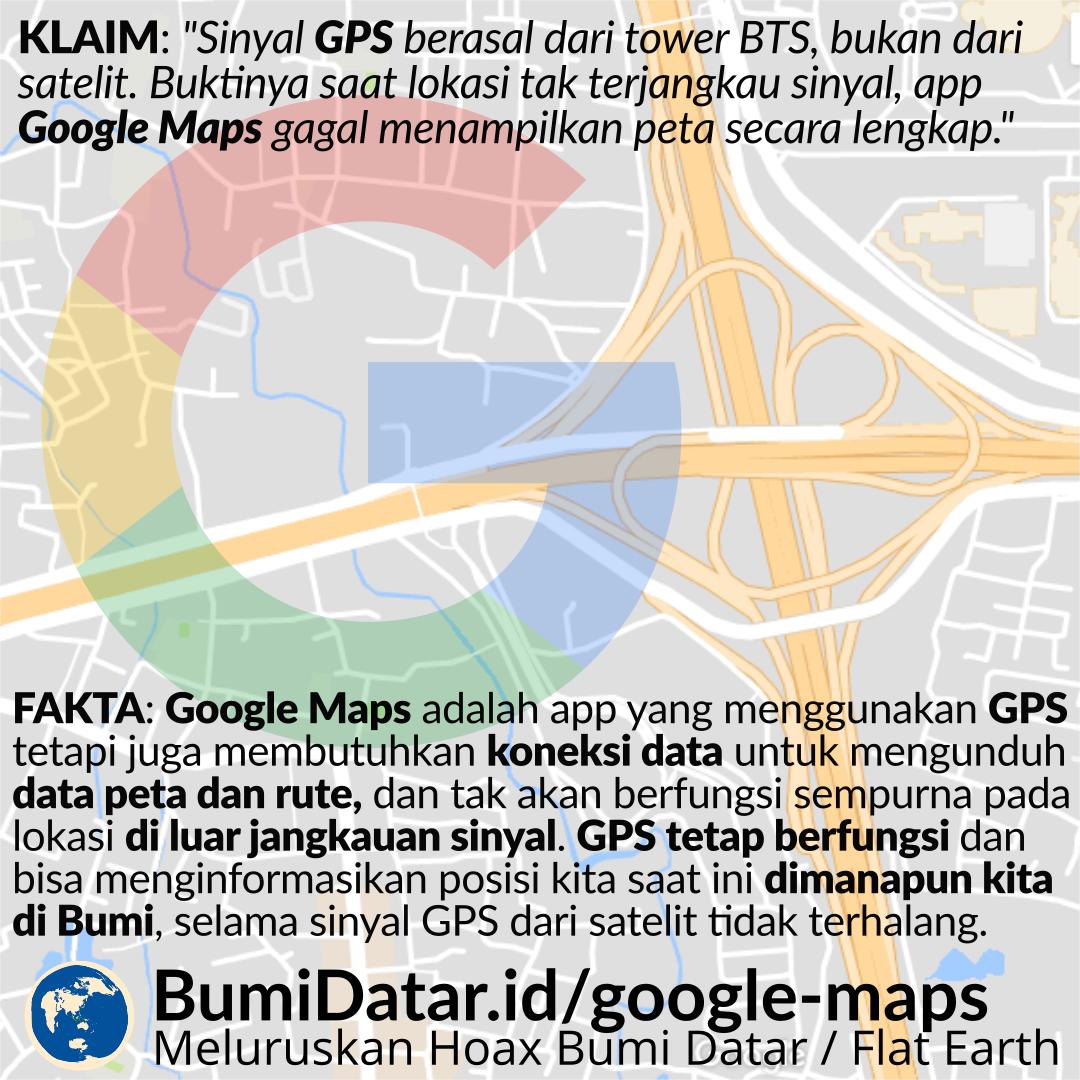 KLAIM: "Sinyal GPS berasal dari tower BTS, bukan dari
satelit. Buktinya saat lokasi tak terjangkau sinyal, app
Google Maps gagal menampilkan peta secara lengkap."
FAKTA: Google Maps adalah app yang menggunakan GPS
tetapi juga membutuhkan koneksi data untuk mengunduh
data peta dan rute, dan tak akan berfungsi sempurna pada
lokasi di luar jangkauan sinyal. GPS tetap berfungsi dan
bisa menginformasikan posisi kita saat ini dimanapun kita
di Bumi, selama sinyal GPS dari satelit tidak terhalang.
BumiDatar.id/google-maps
Meluruskan Hoax Bumi Datar / Flat Earth